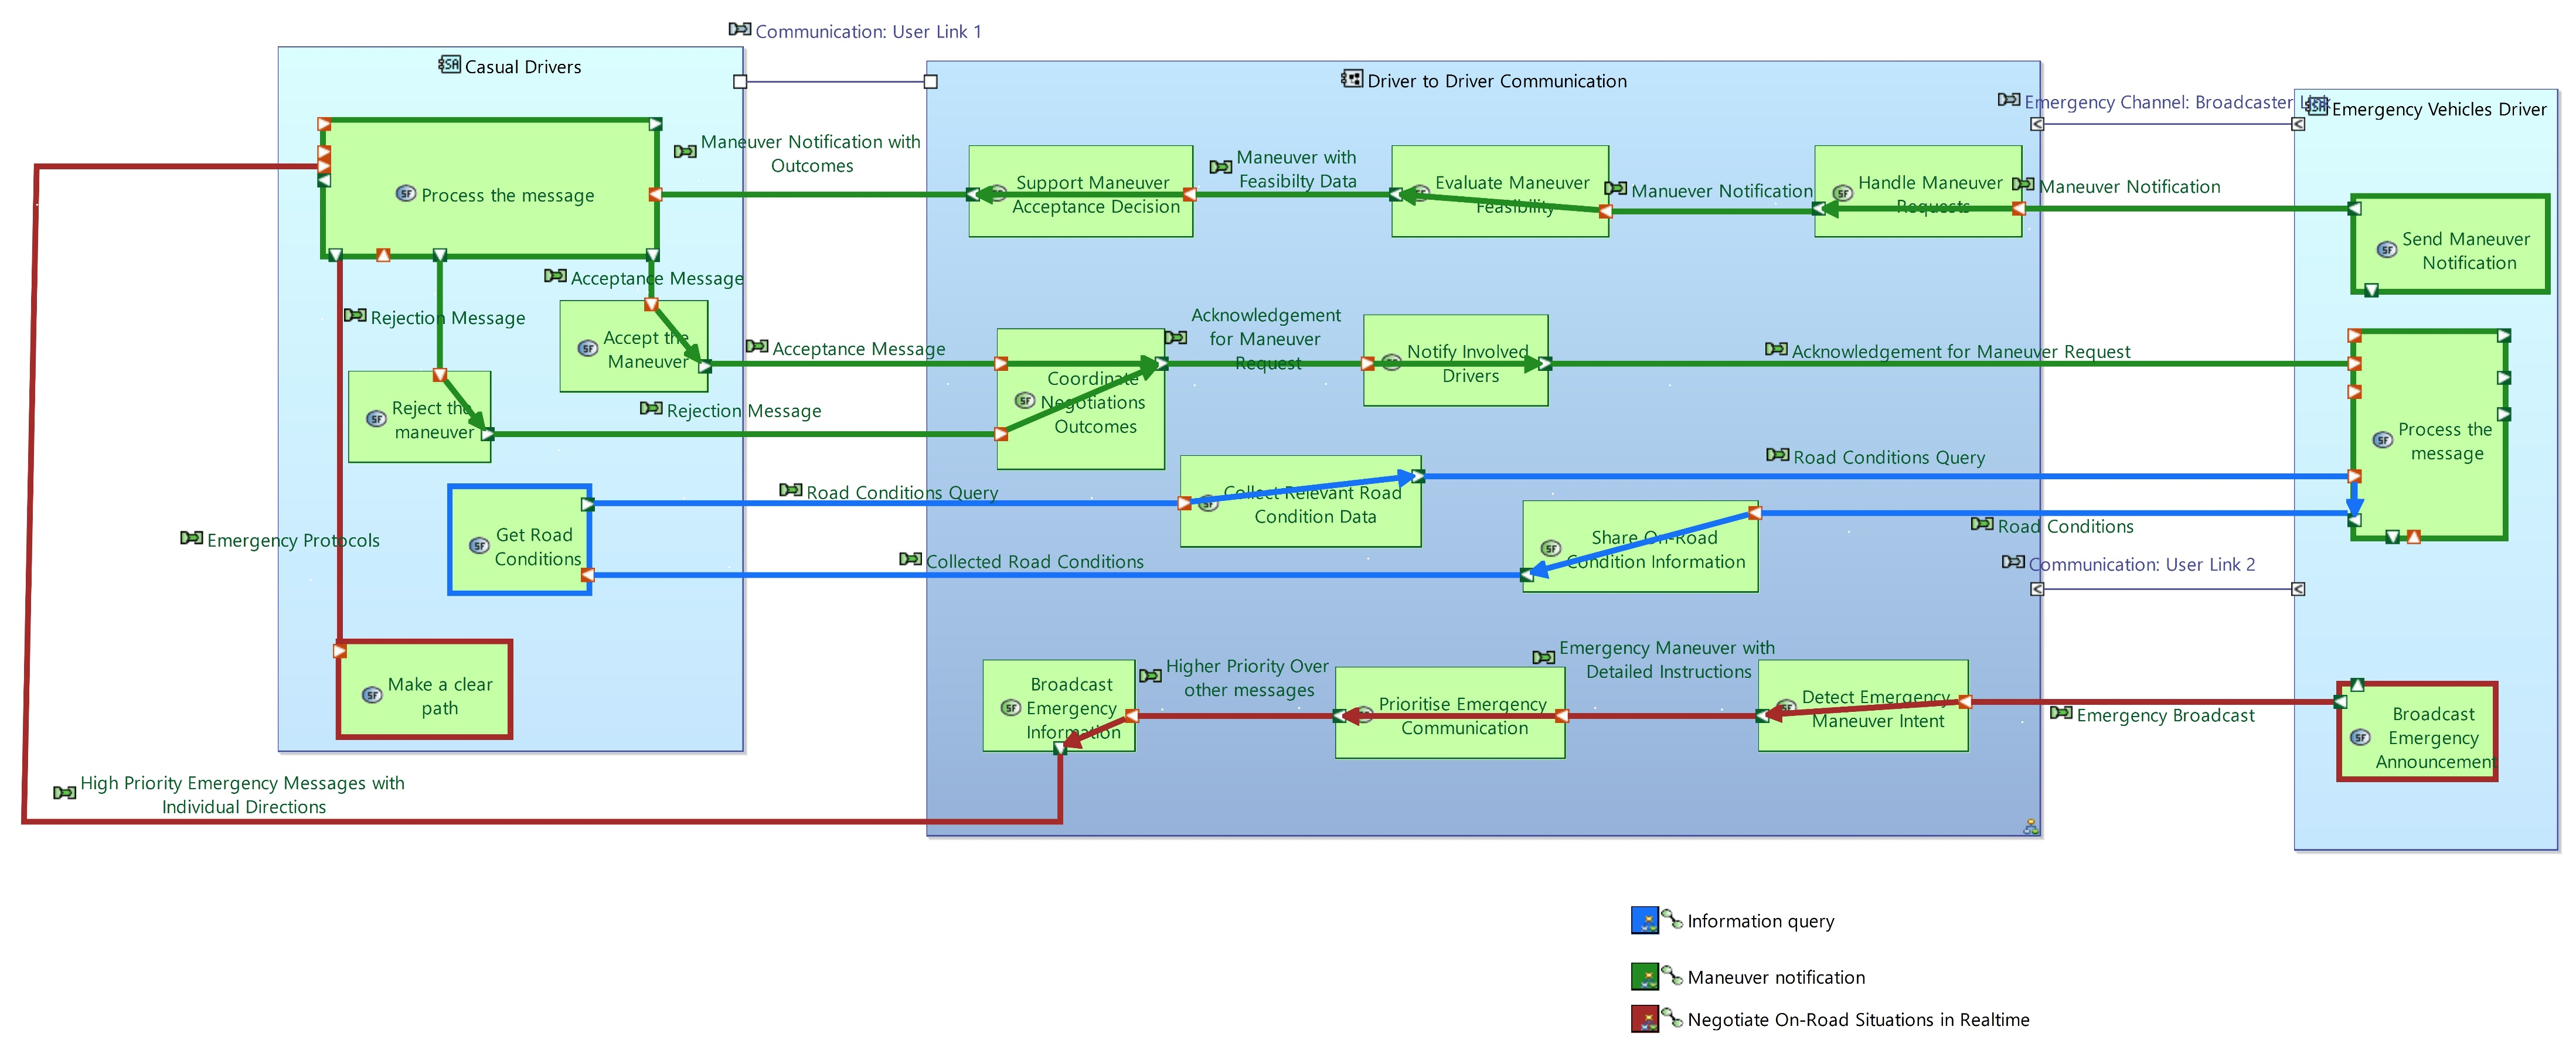 Communication: User Link 1
Casual Drivers
Driver to Driver Communication
Emergency Channel: Broadcaster
Emergency Vehicles Driver
Maneuver Notification with
Outcomes
Process the message
Support Maneuver
Acceptance Decision
Maneuver with
Feasibilty Data
Evaluate Maneuver
Feasibility
Manuever Notification
Handle Maneuver
Requests
Maneuver Notification
Send Maneuver
Notification
Acceptance Message
Rejection Message
Accept the
Maneuver
Acceptance Message
Acknowledgement
for Maneuver
Request
Notify Involved
Drivers
Acknowledgement for Maneuver Request
Coordinate
Negotiations
Outcomes
Reject the
maneuver
Rejection Message
Process the
message
Road Conditions Query
Road Conditions Query
Collect Relevant Road
Condition Data
Get Road
Conditions
Share On-Road
Condition Information
Road Conditions
Emergency Protocols
Collected Road Conditions
Communication: User Link 2
Make a clear
path
Broadcast
Emergency
Information
Higher Priority Over
other messages
Emergency Maneuver with
Detailed Instructions
Prioritise Emergency
Communication
Detect Emergency
Maneuver Intent
Emergency Broadcast
Broadcast
Emergency
Announcement
High Priority Emergency Messages with
Individual Directions
Information query
Maneuver notification
Negotiate On-Road Situations in Realtime